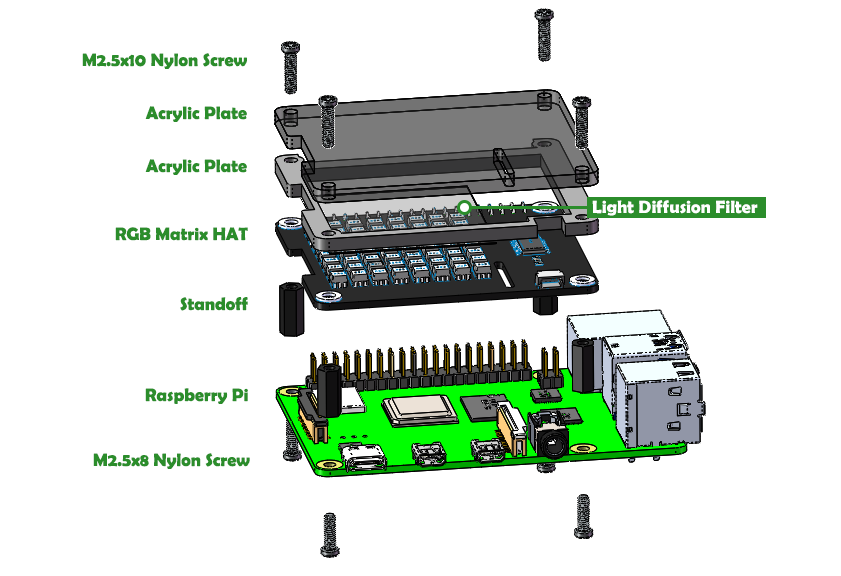 M2.5x10 Nylon Screw
Acrylic Plate
Acrylic Plate
Light Diffusion Filter
RGB Matrix HAT
Standoff
Raspberry Pi
M2.5x8 Nylon Screw